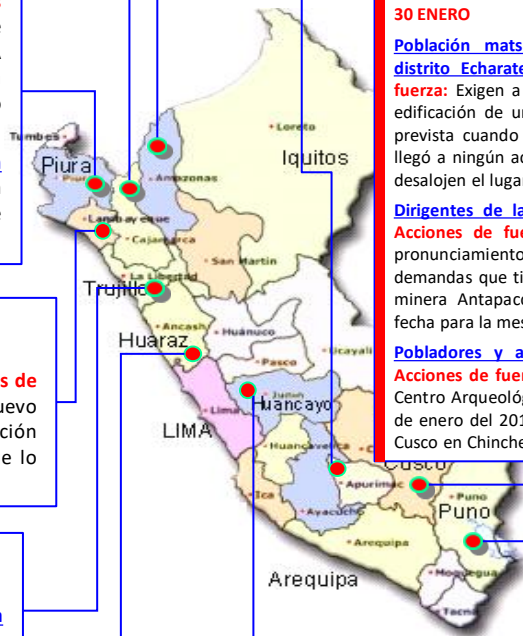 30 ENERO
Población mats
distrito Echarate
fuerza: Exigen a
edificación de un
prevista cuando
llegó a ningún ac
desalojen el lugar
Dirigentes de la
Acciones de fue
pronunciamiento
demandas que ti
minera Antapacc
fecha para la mes
Pobladores y a
Acciones de fuer
Centro Arqueológ
de enero del 201
Cusco en Chinche
s de
uevo
ción
e lo
Tumbes
Piura
Piura
Loreto
Iquitos
Amazonas
Lambayeque
Cajamarca
San Martin
La Libertad
Trujillo
Ancash
Huaraz
Huánuco
Pasco
Ucayali
Lima
LIMA
Junin
Huancayo
Huancavelica
Cusco
Apurimac
Ica
Ayacucho
Puno
Puno
Arequipa
Arequipa
Moquegua
Tacna